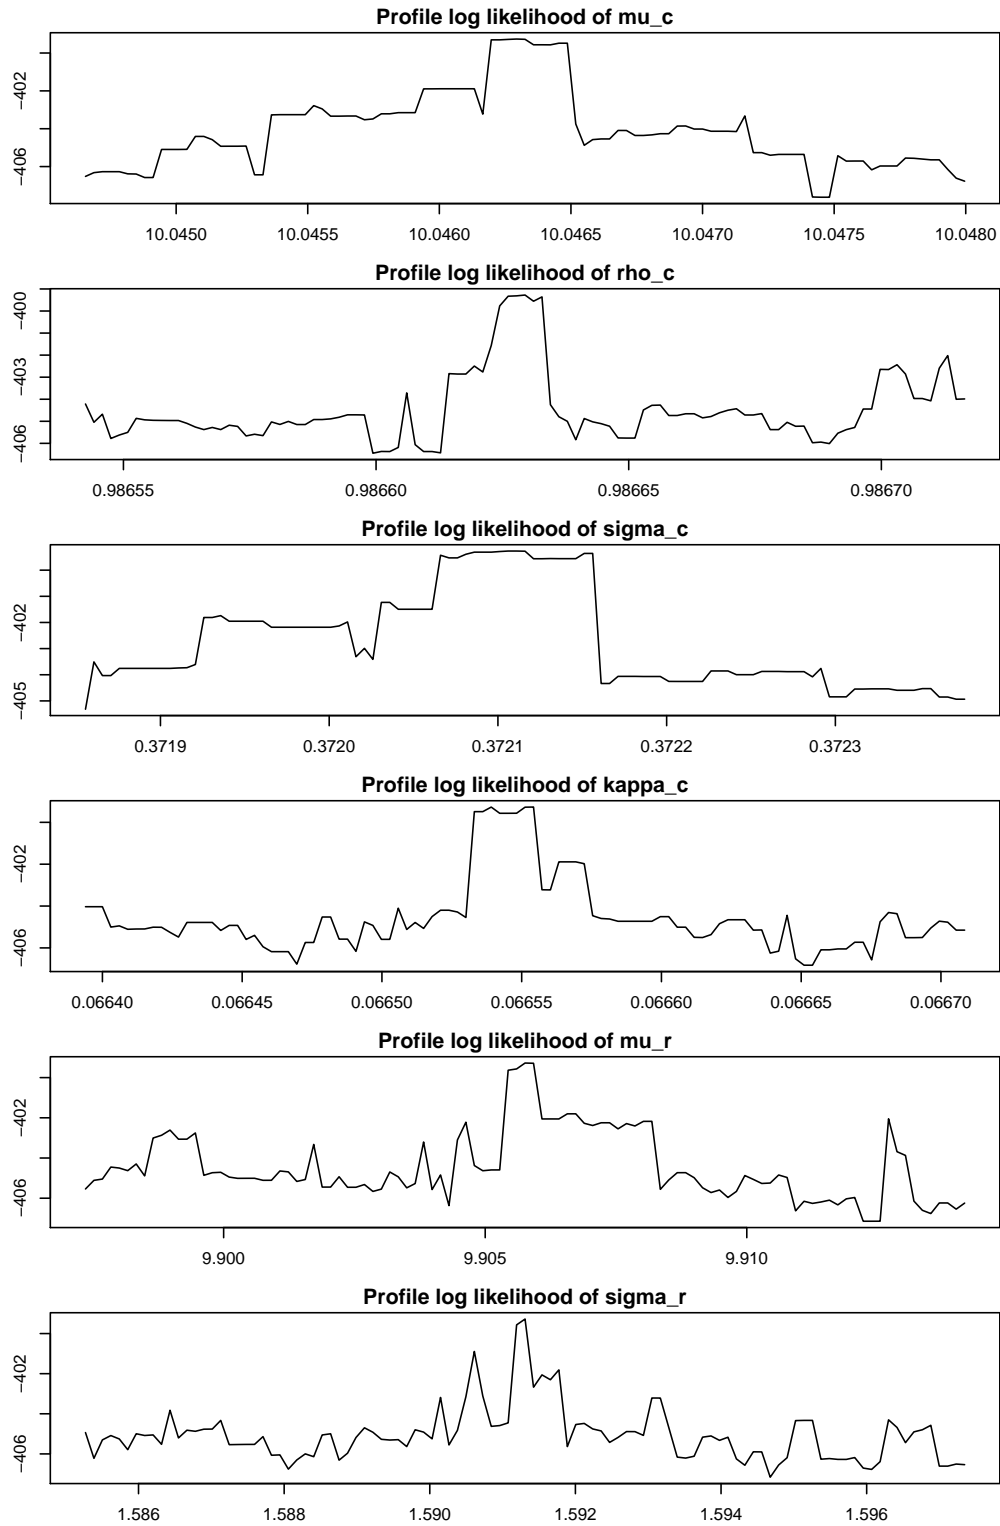 Profile log likelihood of mu_c
−402
−406
10.0450 10.0455 10.0460 10.0465 10.0470 10.0475 10.0480
Profile log likelihood of rho_c
−400
−403
−406
0.98655 0.98660 0.98665 0.98670
Profile log likelihood of sigma_c
−402
−405
0.3719 0.3720 0.3721 0.3722 0.3723
Profile log likelihood of kappa_c
−402
−406
0.06640 0.06645 0.06650 0.06655 0.06660 0.06665 0.06670
Profile log likelihood of mu_r
−402
−406
9.900 9.905 9.910
Profile log likelihood of sigma_r
−402
−406
1.586 1.588 1.590 1.592 1.594 1.596